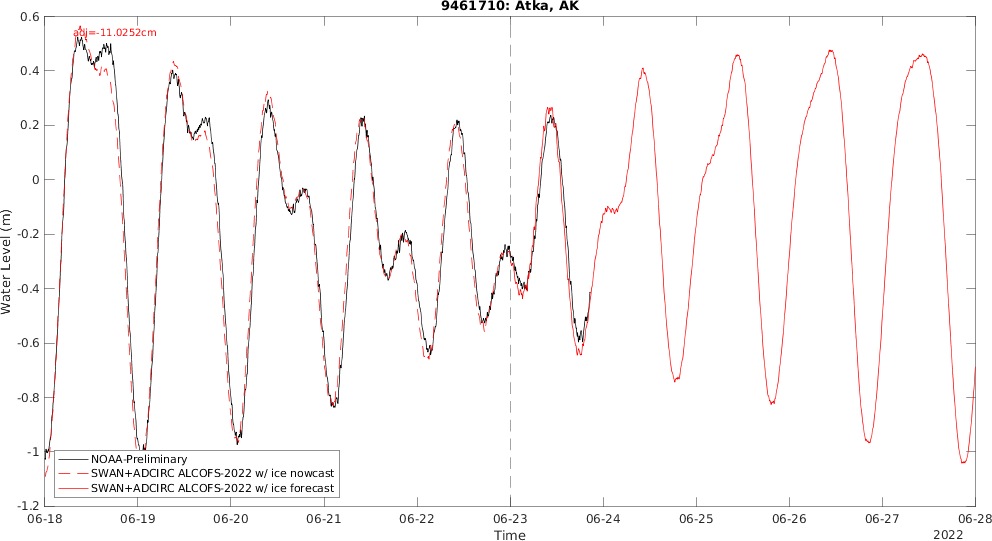 9461710: Atka, AK
adj=-11.0252cm
Water Level (m)
0.6
0.4
0.2
0
-0.2
-0.4
-0.6
-0.8
-1
-1.2
NOAA-Preliminary
SWAN+ADCIRC ALCOFS-2022 w/ ice nowcast
SWAN+ADCIRC ALCOFS-2022 w/ ice forecast
06-18 06-19 06-20 06-21 06-22 06-23 06-24 06-25 06-26 06-27 06-28
Time
2022